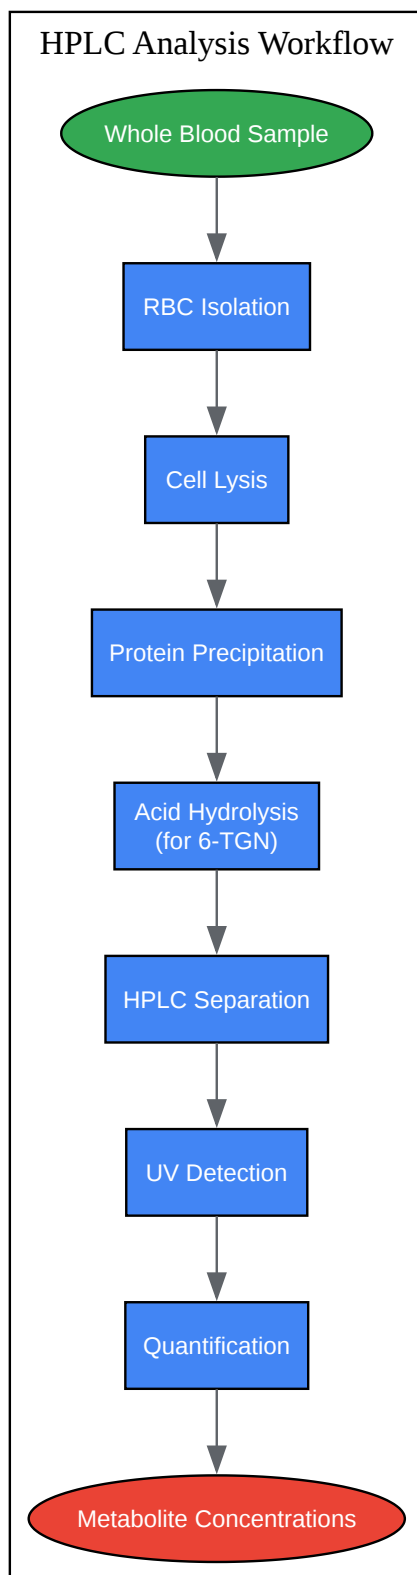 HPLC Analysis Workflow
Whole Blood Sample
RBC Isolation
Cell Lysis
Protein Precipitation
Acid Hydrolysis
(for 6-TGN)
HPLC Separation
UV Detection
Quantification
Metabolite Concentrations